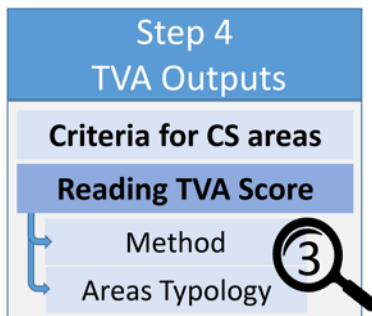 Step 4
TVA Outputs
Criteria for CS areas
Reading TVA Score
Method
3
Areas Typology